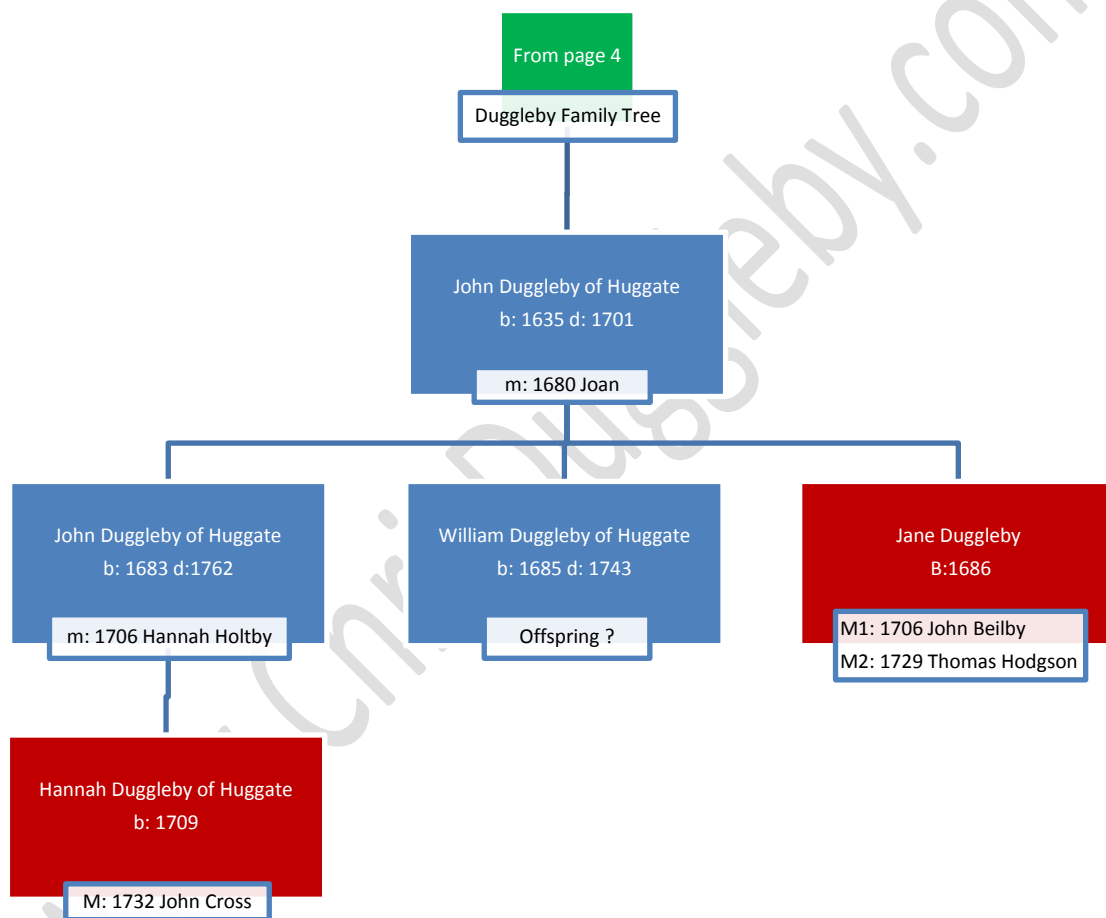 From page 4
Duggleby Family Tree
John Duggleby of Huggate
b: 1635 d: 1701
m: 1680 Joan
John Duggleby of Huggate
b: 1683 d:1762
m: 1706 Hannah Holtby
William Duggleby of Huggate
b: 1685 d: 1743
Offspring ?
Jane Duggleby
B:1686
M1: 1706 John Beilby
M2: 1729 Thomas Hodgson
Hannah Duggleby of Huggate
b: 1709
M: 1732 John Cross